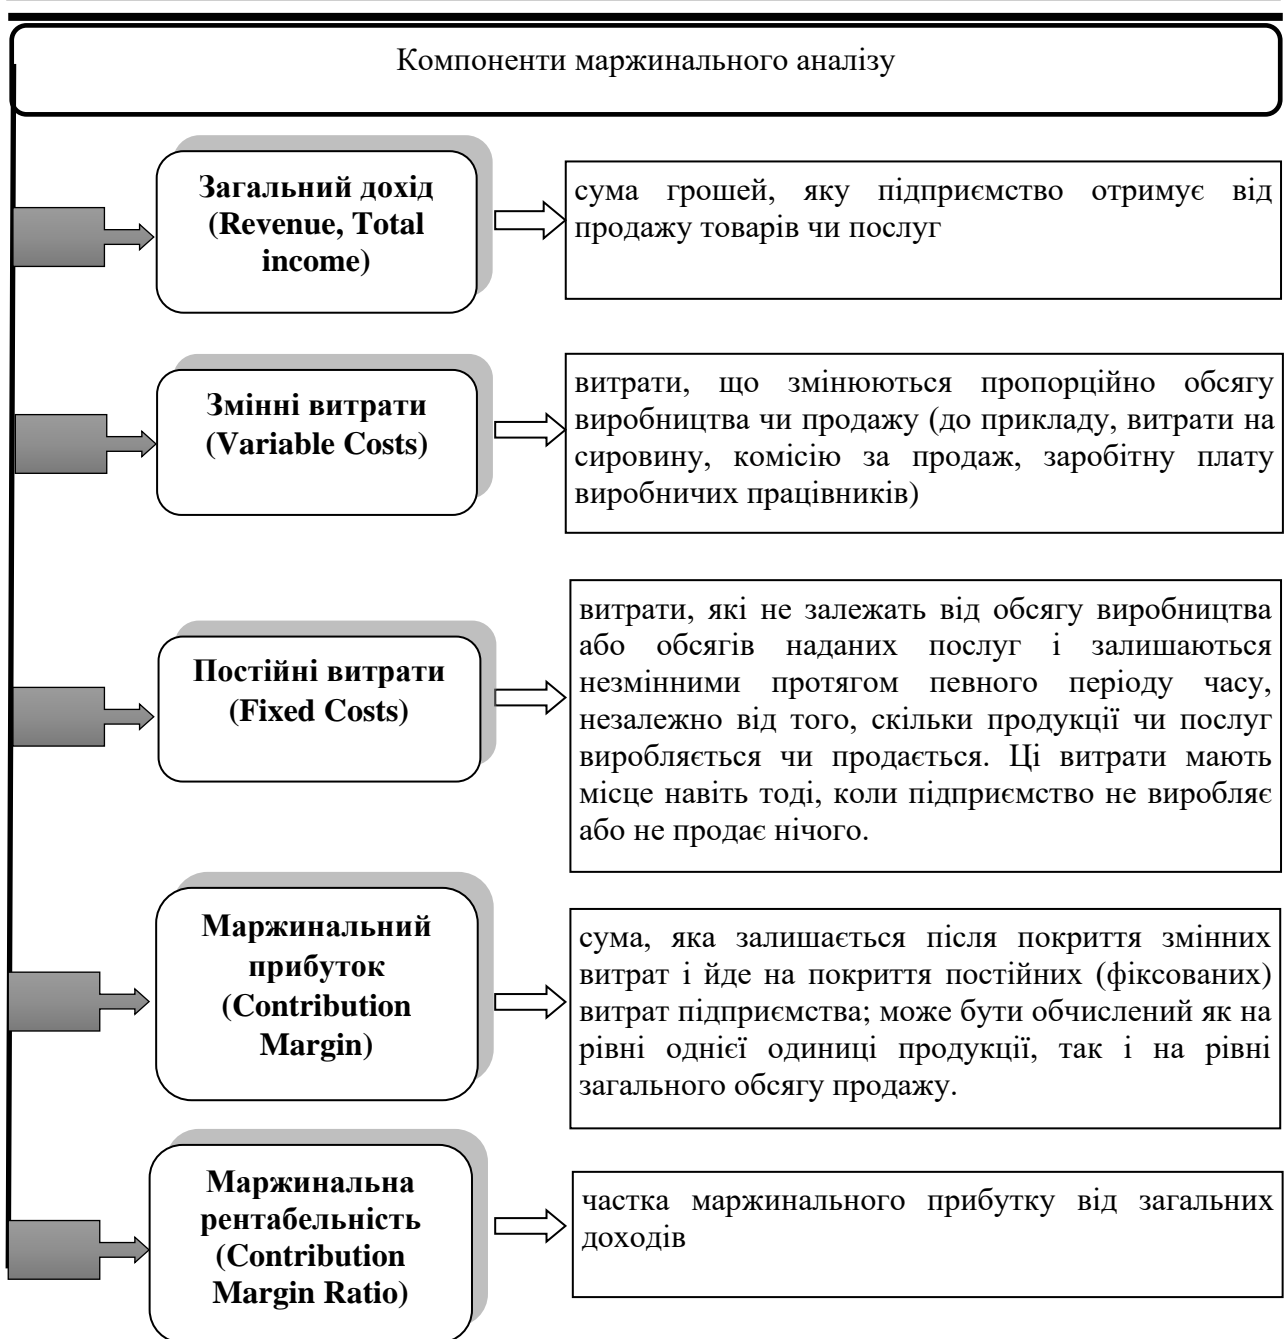 Компоненти маржинального аналізу
Загальний дохід
(Revenue, Total
income)
сума грошей, яку підприємство отримує від
продажу товарів чи послуг
Змінні витрати
(Variable Costs)
витрати, що змінюються пропорційно обсягу
виробництва чи продажу (до прикладу, витрати на
сировину, комісію за продаж, заробітну плату
виробничих працівників)
Постійні витрати
(Fixed Costs)
витрати, які не залежать від обсягу виробництва
або обсягів наданих послуг і залишаються
незмінними протягом певного періоду часу,
незалежно від того, скільки продукції чи послуг
виробляється чи продається. Ці витрати мають
місце навіть тоді, коли підприємство не виробляє
або не продає нічого.
Маржинальний
прибуток
(Contribution
Margin)
сума, яка залишається після покриття змінних
витрат і йде на покриття постійних (фіксованих)
витрат підприємства; може бути обчислений як на
рівні однієї одиниці продукції, так і на рівні
загального обсягу продажу.
Маржинальна
рентабельність
(Contribution
Margin Ratio)
частка маржинального прибутку від загальних
доходів